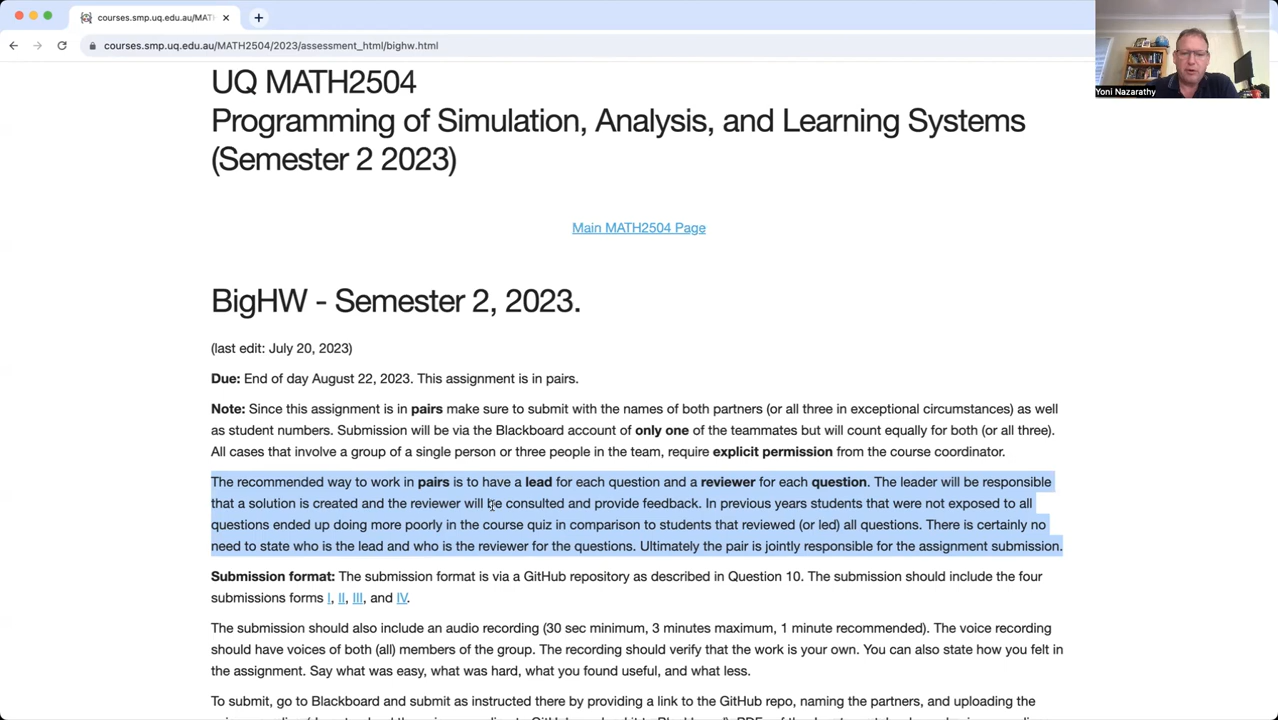 courses.smp.uq.edu.au/MAT
courses.smp.uq.edu.au/MATH2504/2023/assessment_html/bighw.html
Yoni Nazarathy
UQ MATH2504
Programming of Simulation, Analysis, and Learning Systems
(Semester 2 2023)
Main MATH2504 Page
BigHW - Semester 2, 2023.
(last edit: July 20, 2023)
Due: End of day August 22, 2023. This assignment is in pairs.
Note: Since this assignment is in pairs make sure to submit with the names of both partners (or all three in exceptional circumstances) as well
as student numbers. Submission will be via the Blackboard account of only one of the teammates but will count equally for both (or all three).
All cases that involve a group of a single person or three people in the team, require explicit permission from the course coordinator.
The recommended way to work in pairs is to have a lead for each question and a reviewer for each question. The leader will be responsible
that a solution is created and the reviewer will be consulted and provide feedback. In previous years students that were not exposed to all
questions ended up doing more poorly in the course quiz in comparison to students that reviewed (or led) all questions. There is certainly no
need to state who is the lead and who is the reviewer for the questions. Ultimately the pair is jointly responsible for the assignment submission.
Submission format: The submission format is via a GitHub repository as described in Question 10. The submission should include the four
submissions forms I, II, III, and IV.
The submission should also include an audio recording (30 sec minimum, 3 minutes maximum, 1 minute recommended). The voice recording
should have voices of both (all) members of the group. The recording should verify that the work is your own. You can also state how you felt in
the assignment. Say what was easy, what was hard, what you found useful, and what less.
To submit, go to Blackboard and submit as instructed there by providing a link to the GitHub repo, naming the partners, and uploading the